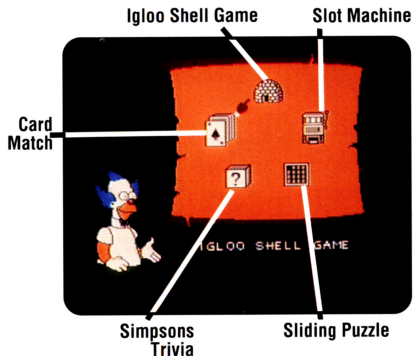 Igloo Shell Game
Slot Machine
Card
Match
?
IGLOO SHELL GAME
Simpsons
Trivia
Sliding Puzzle